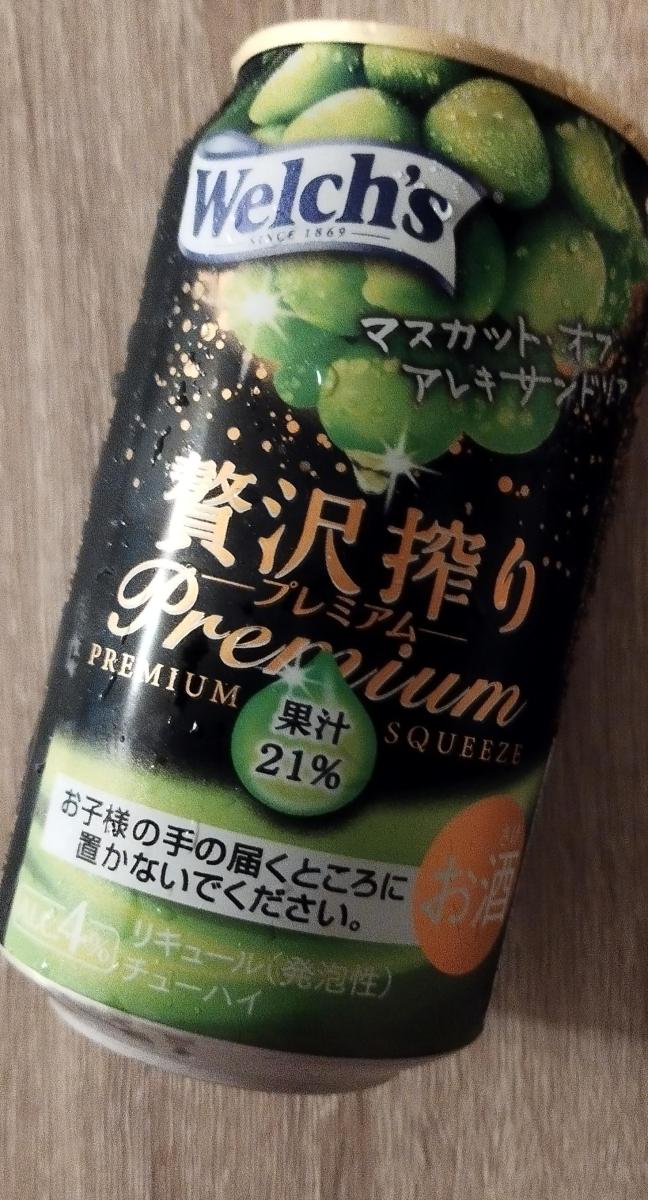 Welch's
SINCE 1869
マスカット・オブ
アレキサンドリア
贅沢搾り
プレミアム
Premium
PREMIUM
SQUEEZE
果汁
21%
お子様の手の届くところに
置かないでください。
お酒
ALC.4%
リキュール(発泡性)
チューハイ